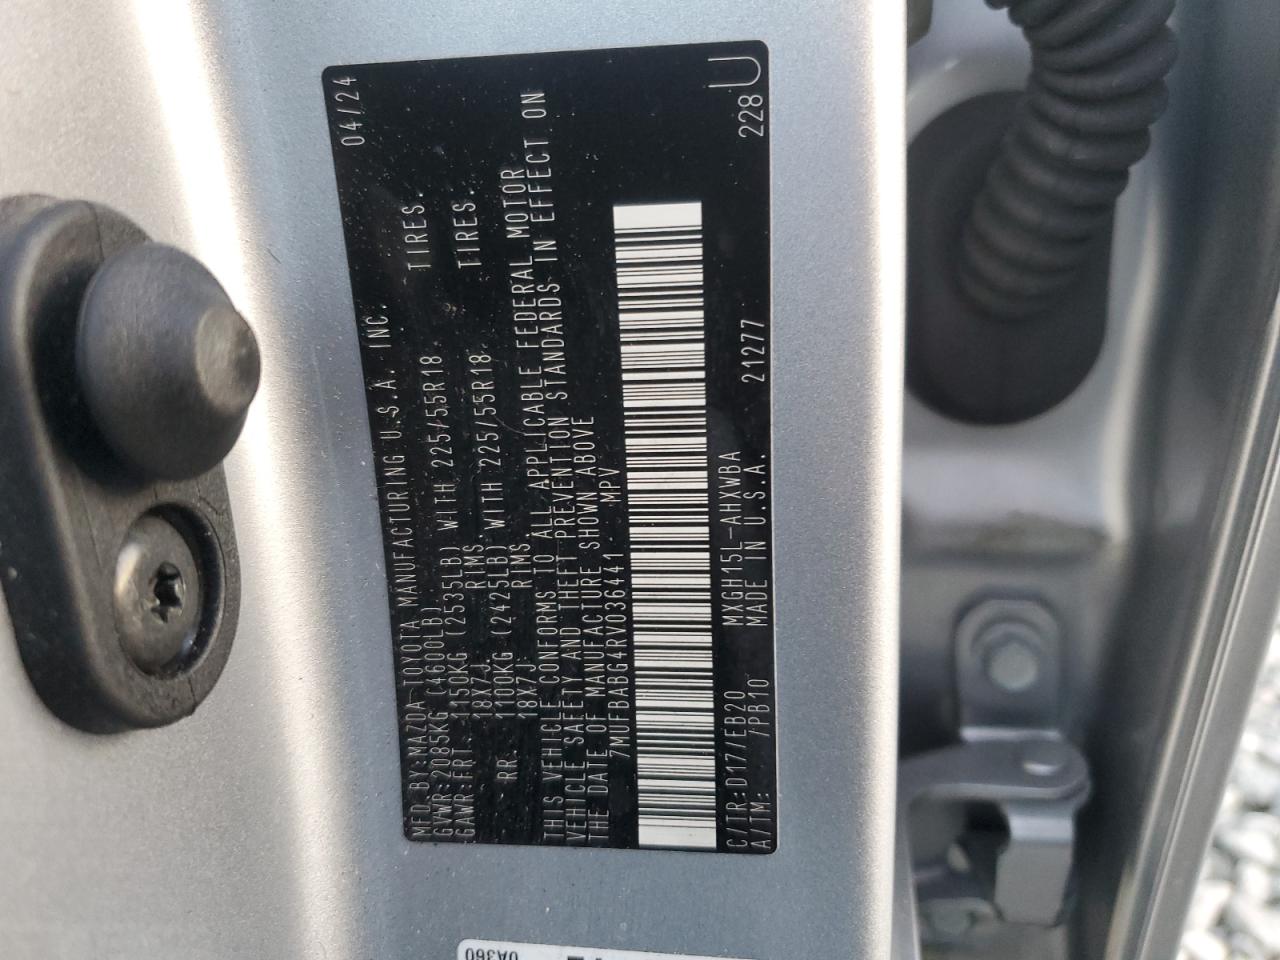 MFD. BY:MAZDA TOYOTA MANUFACTURING U.S.A. INC. 04/24
GVWR:2085KG (4600LB)
GAWR:FRT. 1150KG (2535LB) WITH 225/55R18 TIRES.
18X7J RIMS
RR. 1100KG (2425LB) WITH 225/55R18 TIRES.
18X7J RIMS
THIS VEHICLE CONFORMS TO ALL APPLICABLE FEDERAL MOTOR
VEHICLE SAFETY AND THEFT PREVENTION STANDARDS IN EFFECT ON
THE DATE OF MANUFACTURE SHOWN ABOVE
7MUFBABG4RV036441 MPV
C/TR:D17/EB20 MXGH15L-AHXWBA 21277 228U
A/TM: /PB10 MADE IN U.S.A.
0A360